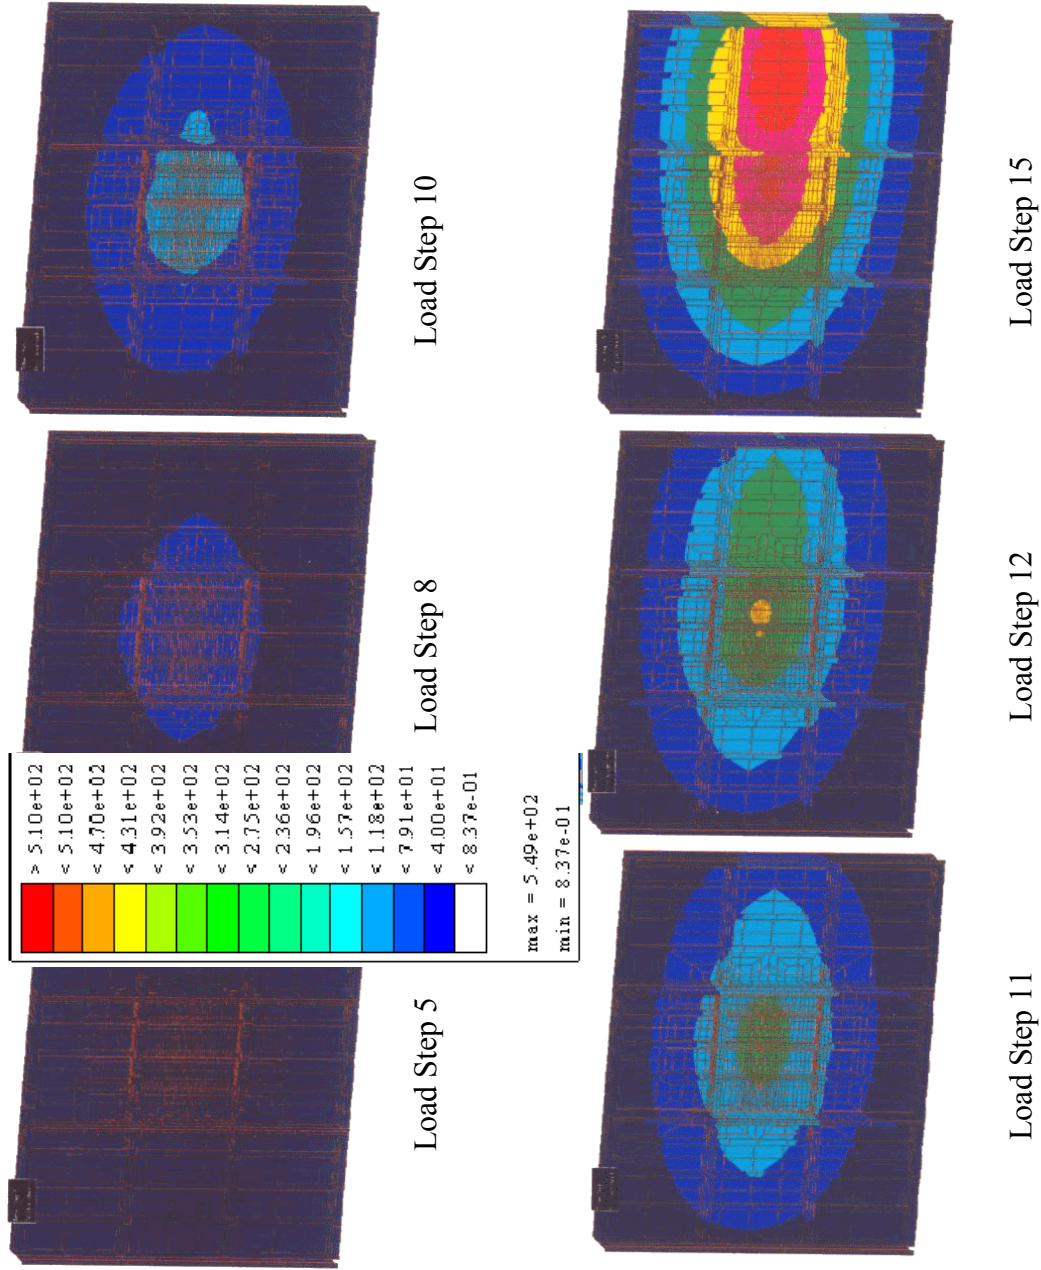 > 5.10e+02
< 5.10e+02
< 4.70e+02
< 4.31e+02
< 3.92e+02
< 3.53e+02
< 3.14e+02
< 2.75e+02
< 2.36e+02
< 1.96e+02
< 1.57e+02
< 1.18e+02
< 7.91e+01
< 4.00e+01
< 8.37e-01
max = 5.49e+02
min = 8.37e-01
Load Step 5
Load Step 8
Load Step 10
Load Step 11
Load Step 12
Load Step 15